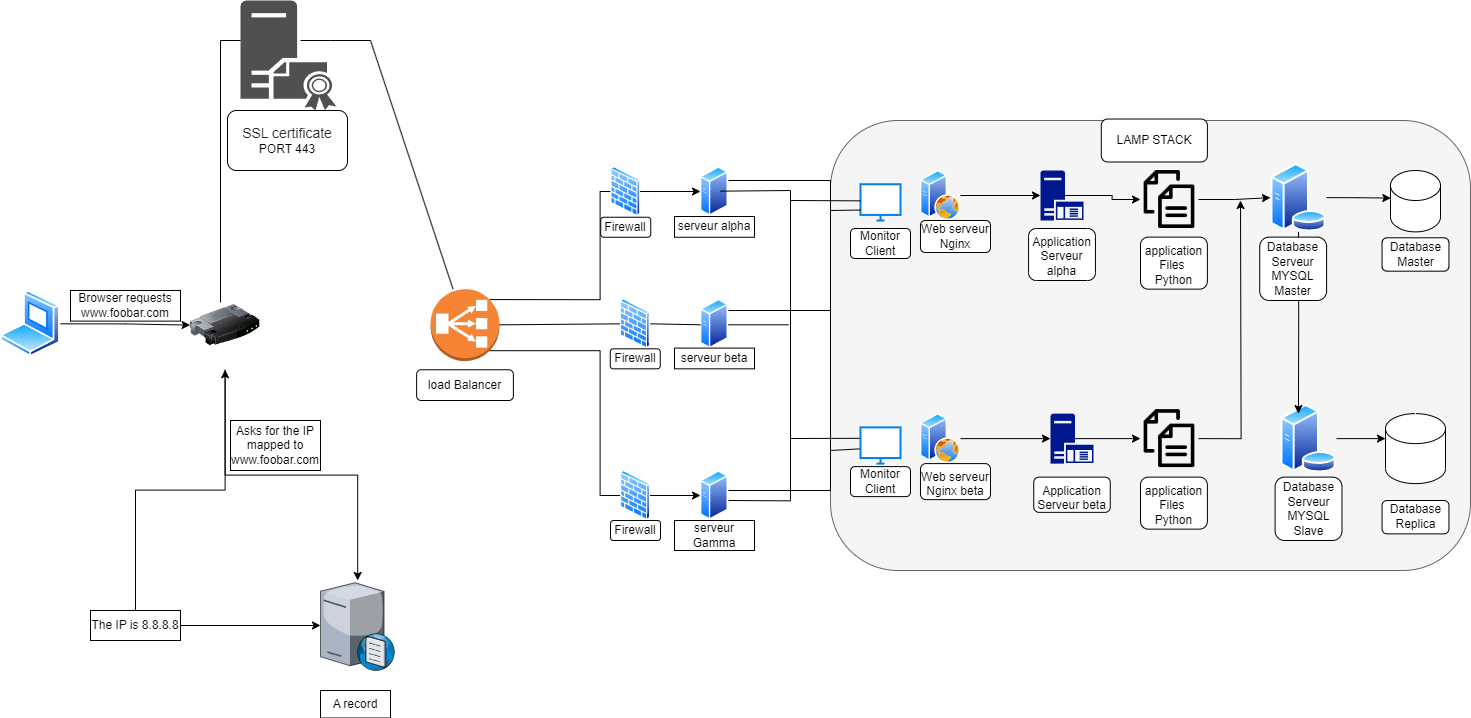 SSL certificate
PORT 443
LAMP STACK
Firewall
serveur alpha
Monitor
Client
Web serveur
Nginx
Application
Serveur
alpha
application
Files
Python
Database
Serveur
MYSQL
Master
Database
Master
Browser requests
www.foobar.com
load Balancer
Firewall
serveur beta
Asks for the IP
mapped to
www.foobar.com
Firewall
serveur
Gamma
Monitor
Client
Web serveur
Nginx beta
Application
Serveur beta
application
Files
Python
Database
Serveur
MYSQL
Slave
Database
Replica
The IP is 8.8.8.8
A record